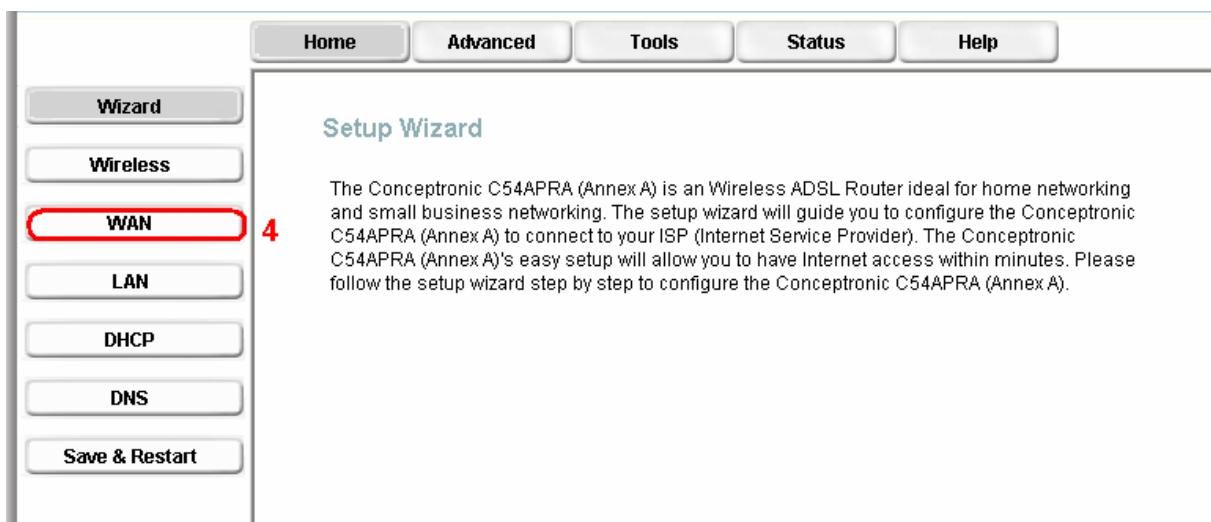 Home Advanced Tools Status Help
Wizard
Wireless
WAN 4
LAN
DHCP
DNS
Save & Restart
Setup Wizard
The Conceptronic C54APRA (Annex A) is an Wireless ADSL Router ideal for home networking
and small business networking. The setup wizard will guide you to configure the Conceptronic
C54APRA (Annex A) to connect to your ISP (Internet Service Provider). The Conceptronic
C54APRA (Annex A)'s easy setup will allow you to have Internet access within minutes. Please
follow the setup wizard step by step to configure the Conceptronic C54APRA (Annex A).